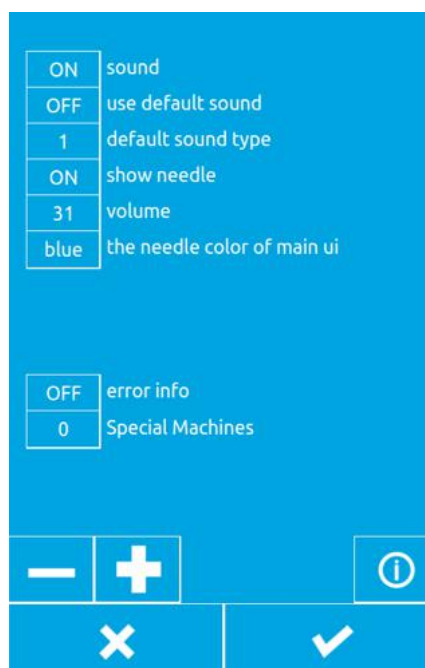 ON sound
OFF use default sound
1 default sound type
ON show needle
31 volume
blue the needle color of main ui
OFF error info
0 Special Machines